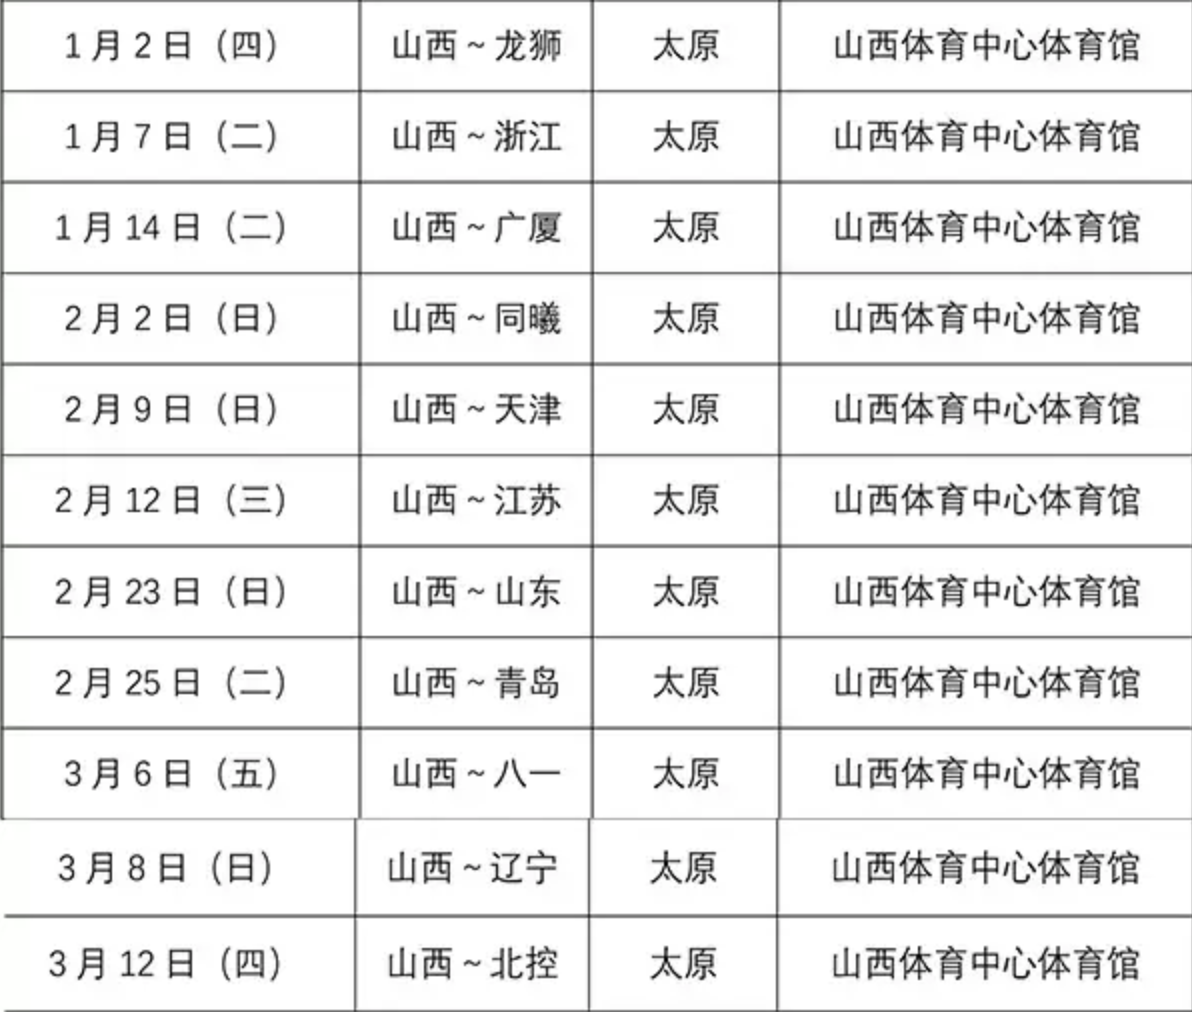 1月2日（四） 山西~龙狮 太原 山西体育中心体育馆
1月7日（二） 山西~浙江 太原 山西体育中心体育馆
1月14日（二） 山西~广厦 太原 山西体育中心体育馆
2月2日（日） 山西~同曦 太原 山西体育中心体育馆
2月9日（日） 山西~天津 太原 山西体育中心体育馆
2月12日（三） 山西~江苏 太原 山西体育中心体育馆
2月23日（日） 山西~山东 太原 山西体育中心体育馆
2月25日（二） 山西~青岛 太原 山西体育中心体育馆
3月6日（五） 山西~八一 太原 山西体育中心体育馆
3月8日（日） 山西~辽宁 太原 山西体育中心体育馆
3月12日（四） 山西~北控 太原 山西体育中心体育馆